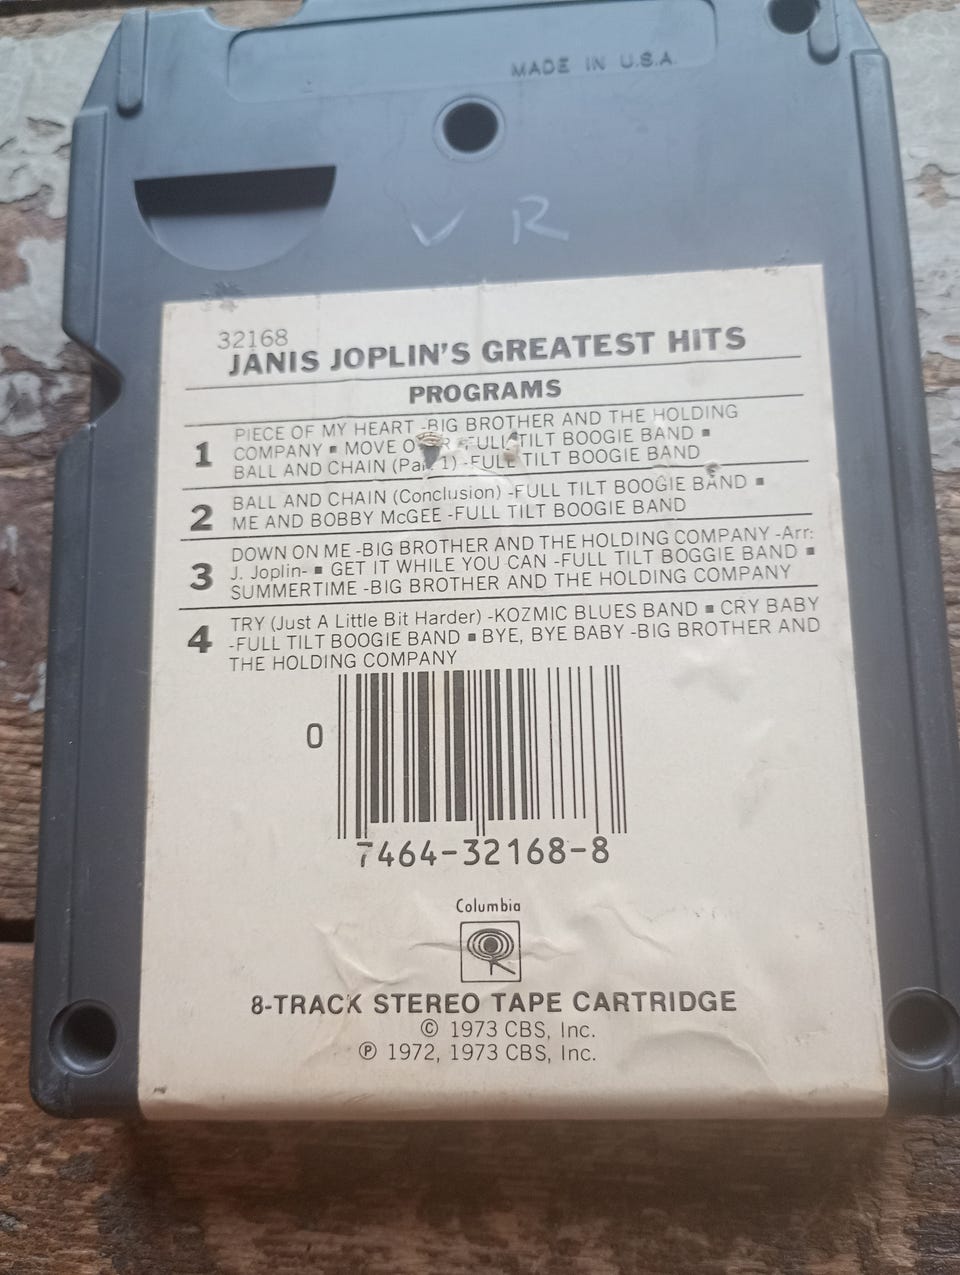 MADE IN U.S.A.
V R
32168
JANIS JOPLIN'S GREATEST HITS
PROGRAMS
1 PIECE OF MY HEART -BIG BROTHER AND THE HOLDING
COMPANY ▪ MOVE O R -FULL TILT BOOGIE BAND ▪
BALL AND CHAIN (Pa 1) -FULL TILT BOOGIE BAND
2 BALL AND CHAIN (Conclusion) -FULL TILT BOOGIE BAND ▪
ME AND BOBBY McGEE -FULL TILT BOOGIE BAND
3 DOWN ON ME -BIG BROTHER AND THE HOLDING COMPANY -Arr:
J. Joplin- ▪ GET IT WHILE YOU CAN -FULL TILT BOGGIE BAND ▪
SUMMERTIME -BIG BROTHER AND THE HOLDING COMPANY
4 TRY (Just A Little Bit Harder) -KOZMIC BLUES BAND ▪ CRY BABY
-FULL TILT BOOGIE BAND ▪ BYE, BYE BABY -BIG BROTHER AND
THE HOLDING COMPANY
0
7464-32168-8
Columbia
8-TRACK STEREO TAPE CARTRIDGE
© 1973 CBS, Inc.
℗ 1972, 1973 CBS, Inc.